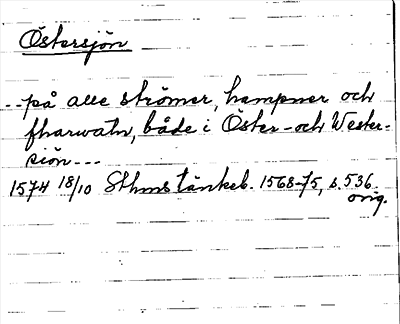 Östersjön
-- på alle strömer, hampner och
fharwatn, både i Öster- och Wester-
siön ---
1574 18/10 Sthms tänkeb. 1568-75, s. 536.
orig.